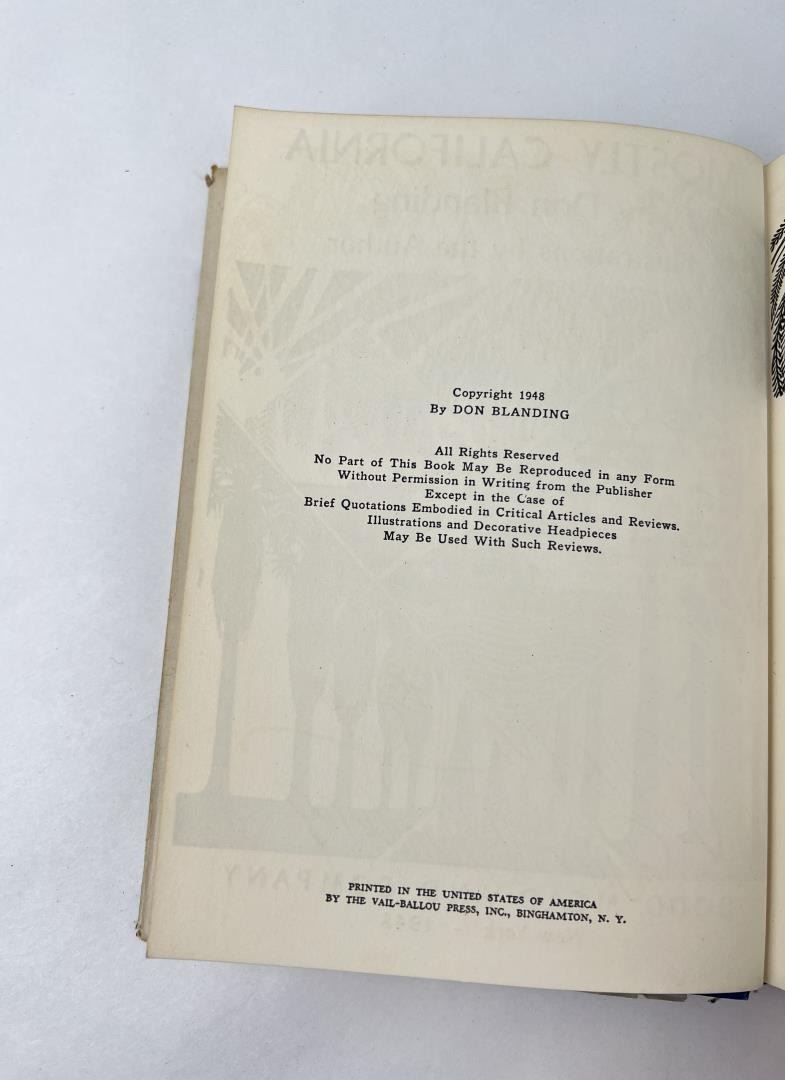 Copyright 1948
By DON BLANDING
All Rights Reserved
No Part of This Book May Be Reproduced in any Form
Without Permission in Writing from the Publisher
Except in the Case of
Brief Quotations Embodied in Critical Articles and Reviews.
Illustrations and Decorative Headpieces
May Be Used With Such Reviews.
PRINTED IN THE UNITED STATES OF AMERICA
BY THE VAIL-BALLOU PRESS, INC., BINGHAMTON, N. Y.